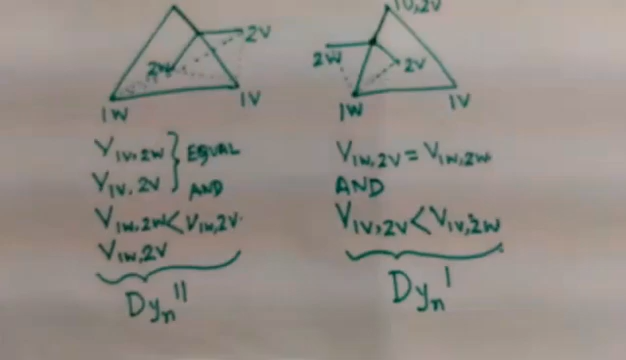 2V
2W
1W
1V
V1V,2W } EQUAL
V1V,2V } AND
V1W,2W < V1W,2V.
V1W,2V
Dyn"
1U,2V
2W
2V
1W
1V
V1W,2V = V1W,2W
AND
V1V,2V < V1V,2W
Dyn'